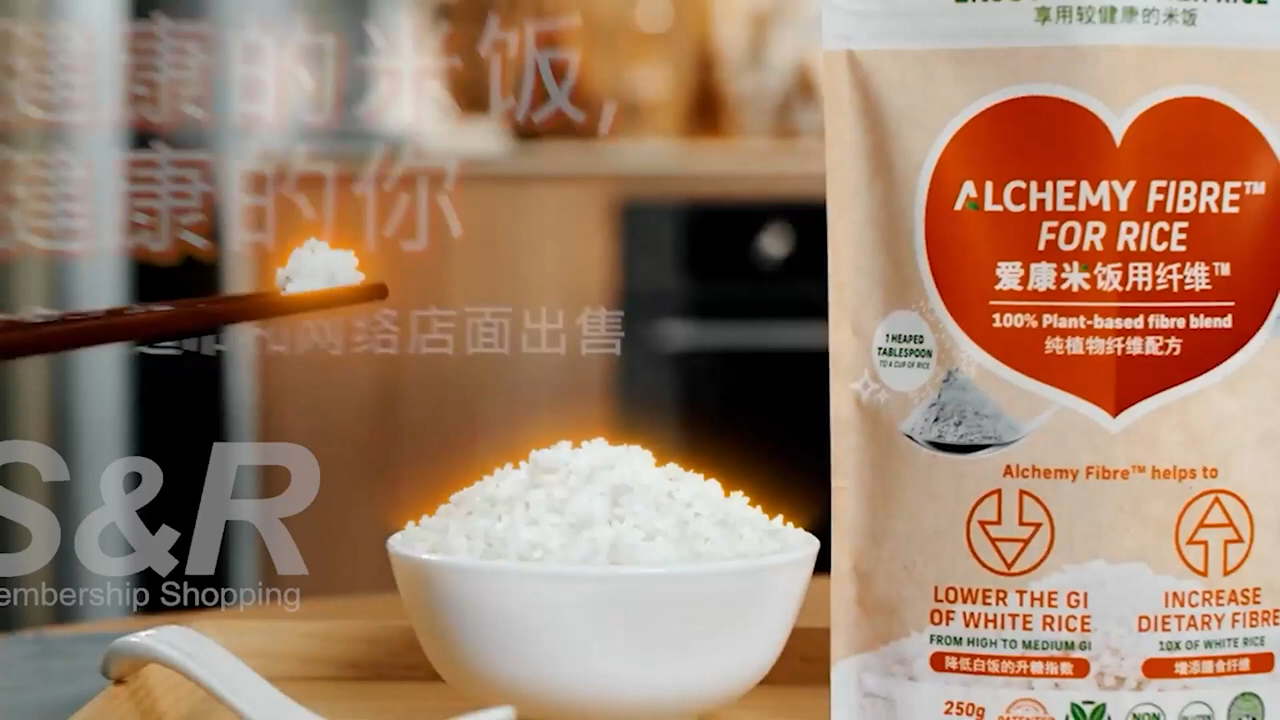 健康的米饭,
健康的你
网络店面出售
S&R
Membership Shopping
享用较健康的米饭
ALCHEMY FIBRE™
FOR RICE
爱康米饭用纤维™
100% Plant-based fibre blend
纯植物纤维配方
1 HEAPED
TABLESPOON
TO A CUP OF RICE
Alchemy Fibre™ helps to
LOWER THE GI
OF WHITE RICE
FROM HIGH TO MEDIUM GI
降低白饭的升糖指数
INCREASE
DIETARY FIBRE
10X OF WHITE RICE
增添膳食纤维
250g
PATENTED
NON